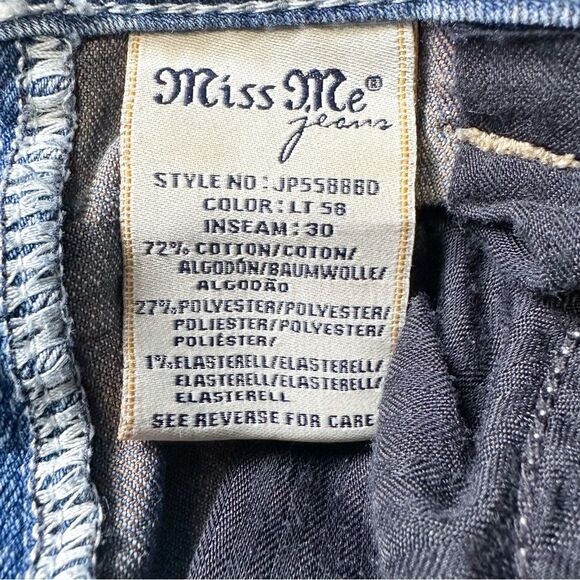 Miss Me®
jeans
STYLE NO : JP5588BD
COLOR : LT 58
INSEAM : 30
72% COTTON/COTON/
ALGODÓN/BAUMWOLLE/
ALGODÃO
27%POLYESTER/POLYESTER/
POLIESTER/POLYESTER/
POLIÉSTER/
1%ELASTERELL/ELASTERELL/
ELASTERELL/ELASTERELL/
ELASTERELL
SEE REVERSE FOR CARE